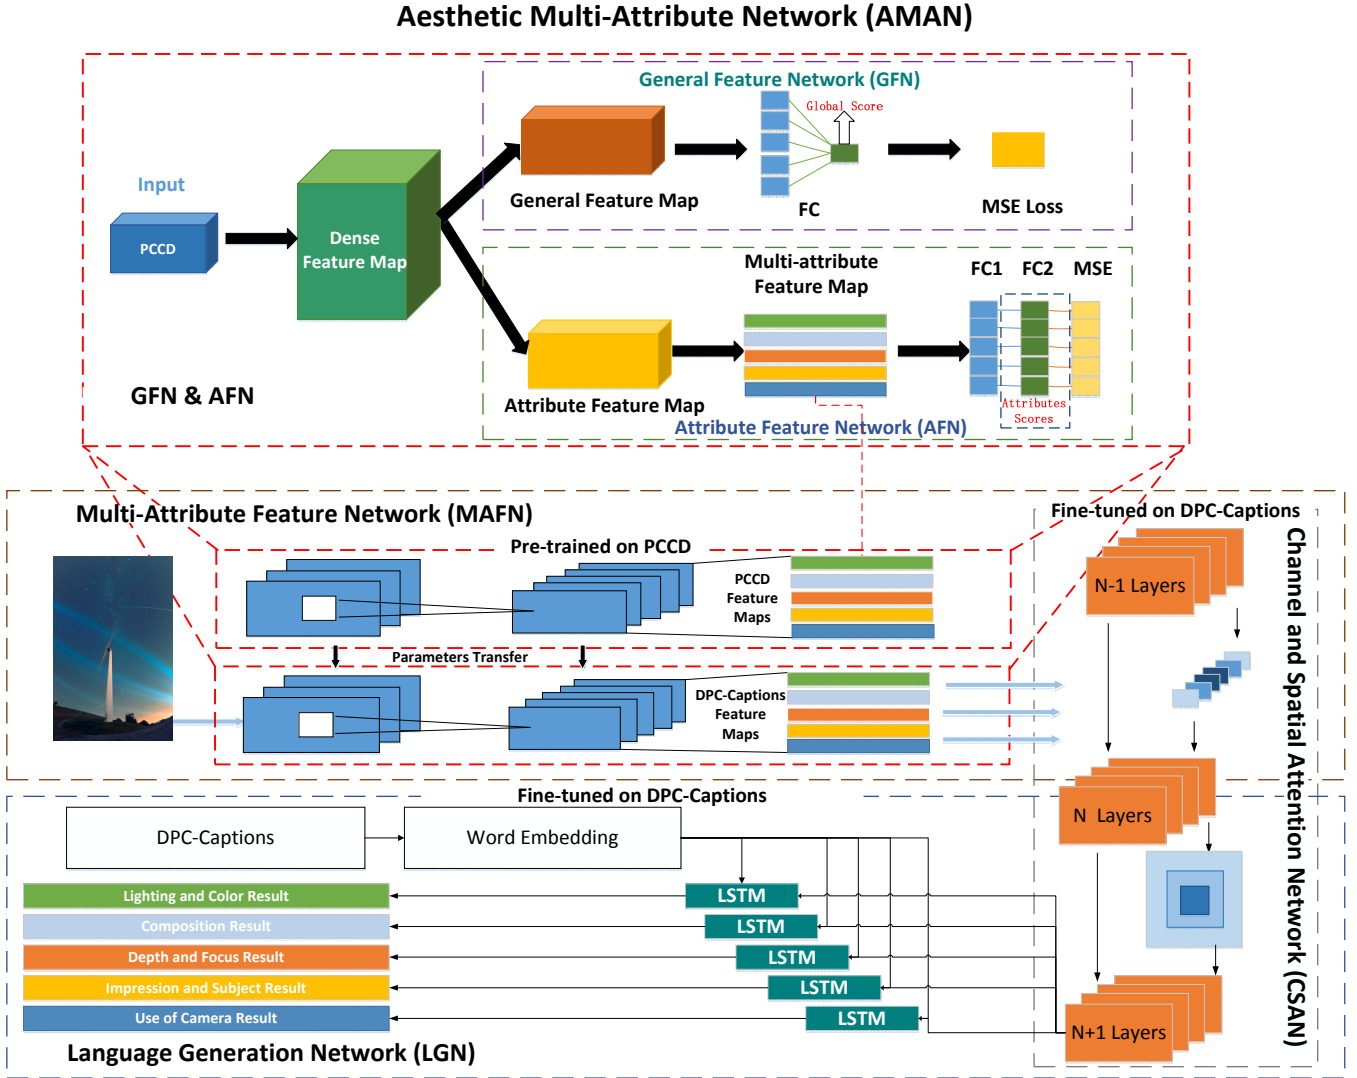 Aesthetic Multi-Attribute Network (AMAN)
General Feature Network (GFN)
Global Score
Input
PCCD
Dense
Feature Map
General Feature Map
FC
MSE Loss
Multi-attribute
Feature Map
FC1 FC2 MSE
GFN & AFN
Attribute Feature Map
Attributes
Scores
Attribute Feature Network (AFN)
Multi-Attribute Feature Network (MAFN)
Pre-trained on PCCD
PCCD
Feature
Maps
Parameters Transfer
DPC-Captions
Feature
Maps
Fine-tuned on DPC-Captions
N-1 Layers
N Layers
N+1 Layers
Channel and Spatial Attention Network (CSAN)
Fine-tuned on DPC-Captions
DPC-Captions
Word Embedding
Lighting and Color Result
LSTM
Composition Result
LSTM
Depth and Focus Result
LSTM
Impression and Subject Result
LSTM
Use of Camera Result
LSTM
Language Generation Network (LGN)